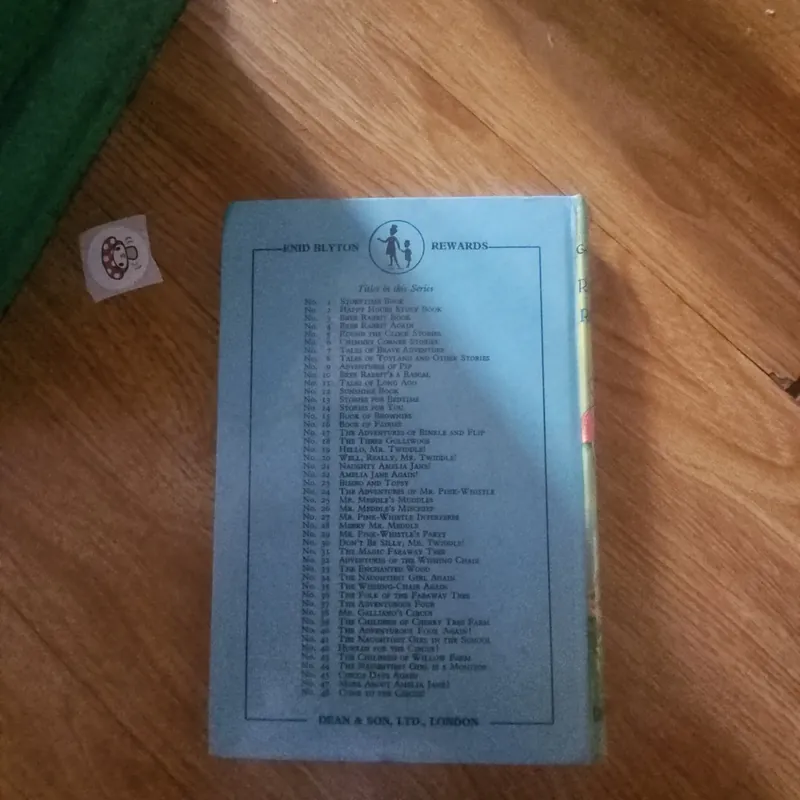 ENID BLYTON REWARDS
Titles in this Series
No. 1 STORYTIME BOOK
No. 2 HAPPY HOURS STORY BOOK
No. 3 BRER RABBIT BOOK
No. 4 BRER RABBIT AGAIN
No. 5 ROUND THE CLOCK STORIES
No. 6 CHIMNEY CORNER STORIES
No. 7 TALES OF BRAVE ADVENTURE
No. 8 TALES OF TOYLAND AND OTHER STORIES
No. 9 ADVENTURES OF PIP
No. 10 BRER RABBIT'S A RASCAL
No. 11 TALES OF LONG AGO
No. 12 SUNSHINE BOOK
No. 13 STORIES FOR BEDTIME
No. 14 STORIES FOR YOU
No. 15 BOOK OF BROWNIES
No. 16 BOOK OF FAIRIES
No. 17 THE ADVENTURES OF BINKLE AND FLIP
No. 18 THE THREE GOLLIWOGS
No. 19 HELLO, MR. TWIDDLE!
No. 20 WELL, REALLY, MR. TWIDDLE!
No. 21 NAUGHTY AMELIA JANE!
No. 22 AMELIA JANE AGAIN!
No. 23 BIMBO AND TOPSY
No. 24 THE ADVENTURES OF MR. PINK-WHISTLE
No. 25 MR. MEDDLE'S MUDDLES
No. 26 MR. MEDDLE'S MISCHIEF
No. 27 MR. PINK-WHISTLE INTERFERES
No. 28 MERRY MR. MEDDLE
No. 29 MR. PINK-WHISTLE'S PARTY
No. 30 DON'T BE SILLY, MR. TWIDDLE!
No. 31 THE MAGIC FARAWAY TREE
No. 32 ADVENTURES OF THE WISHING CHAIR
No. 33 THE ENCHANTED WOOD
No. 34 THE NAUGHTIEST GIRL AGAIN
No. 35 THE WISHING-CHAIR AGAIN
No. 36 THE FOLK OF THE FARAWAY TREE
No. 37 THE ADVENTUROUS FOUR
No. 38 MR. GALLIANO'S CIRCUS
No. 39 THE CHILDREN OF CHERRY TREE FARM
No. 40 THE ADVENTUROUS FOUR AGAIN!
No. 41 THE NAUGHTIEST GIRL IN THE SCHOOL
No. 42 HURRAH FOR THE CIRCUS!
No. 43 THE CHILDREN OF WILLOW FARM
No. 44 THE NAUGHTIEST GIRL IS A MONITOR
No. 45 CIRCUS DAYS AGAIN
No. 47 MORE ABOUT AMELIA JANE!
No. 48 COME TO THE CIRCUS!
DEAN & SON, LTD., LONDON